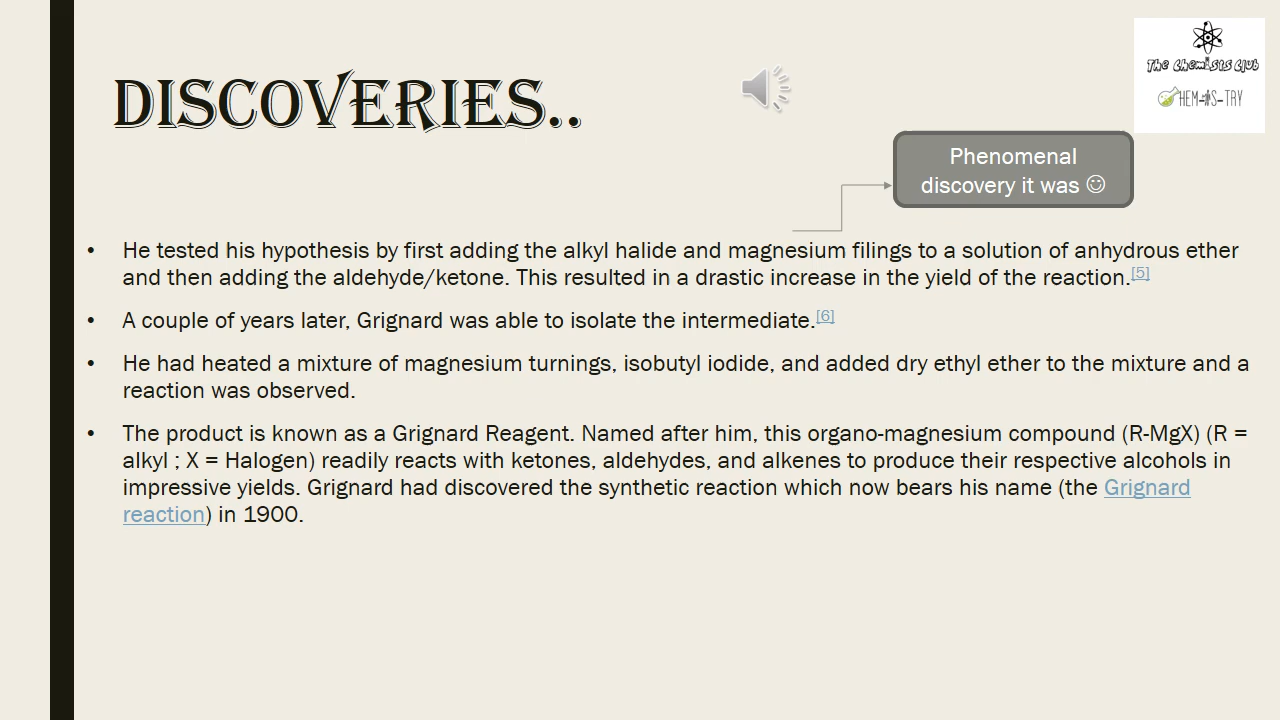 The Chemists Club
HEM-IS-TRY
DISCOVERIES..
Phenomenal
discovery it was ☺
• He tested his hypothesis by first adding the alkyl halide and magnesium filings to a solution of anhydrous ether
and then adding the aldehyde/ketone. This resulted in a drastic increase in the yield of the reaction.[5]
• A couple of years later, Grignard was able to isolate the intermediate.[6]
• He had heated a mixture of magnesium turnings, isobutyl iodide, and added dry ethyl ether to the mixture and a
reaction was observed.
• The product is known as a Grignard Reagent. Named after him, this organo-magnesium compound (R-MgX) (R =
alkyl ; X = Halogen) readily reacts with ketones, aldehydes, and alkenes to produce their respective alcohols in
impressive yields. Grignard had discovered the synthetic reaction which now bears his name (the Grignard
reaction) in 1900.